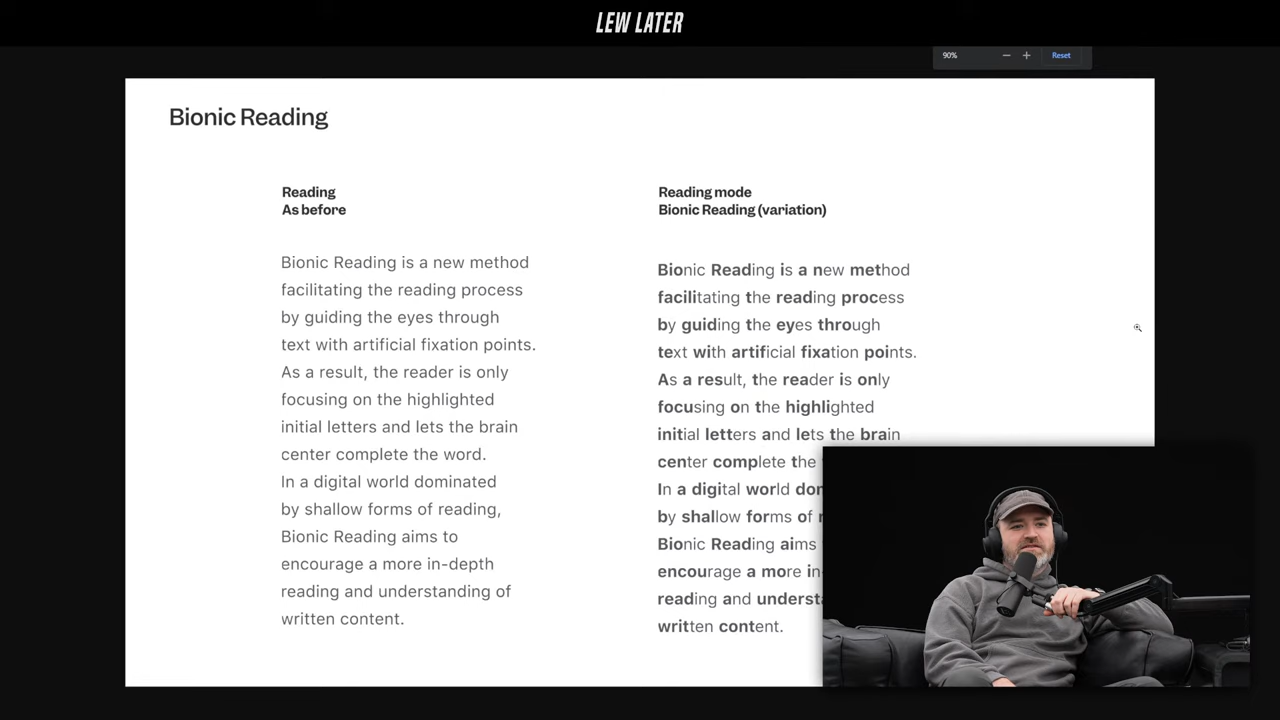 LEW LATER
90% − + Reset
Bionic Reading
Reading
As before
Bionic Reading is a new method
facilitating the reading process
by guiding the eyes through
text with artificial fixation points.
As a result, the reader is only
focusing on the highlighted
initial letters and lets the brain
center complete the word.
In a digital world dominated
by shallow forms of reading,
Bionic Reading aims to
encourage a more in-depth
reading and understanding of
written content.
Reading mode
Bionic Reading (variation)
Bionic Reading is a new method
facilitating the reading process
by guiding the eyes through
text with artificial fixation points.
As a result, the reader is only
focusing on the highlighted
initial letters and lets the brain
center complete the
In a digital world
by shallow forms of
Bionic Reading aims
encourage a more
reading and
written content.